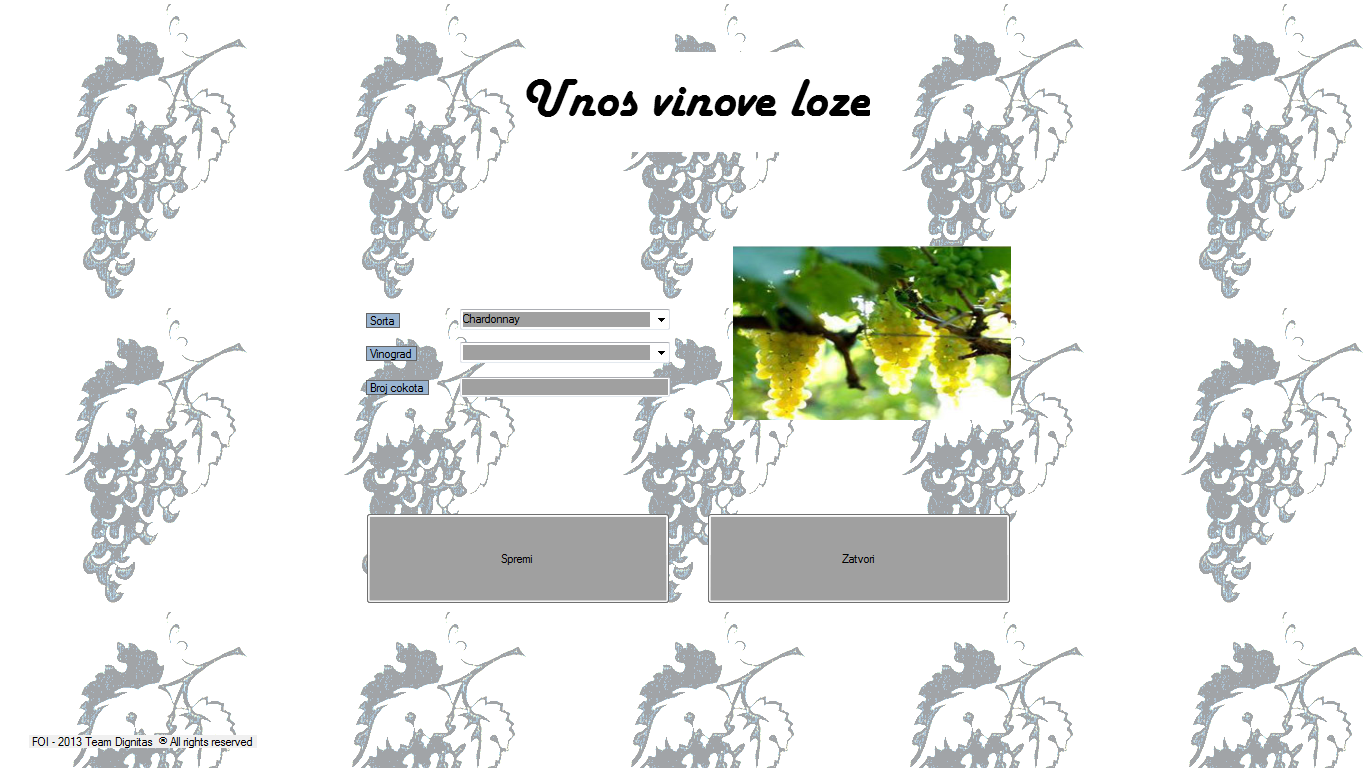 Unos vinove loze
Sorta
Chardonnay
Vinograd
Broj cokota
Spremi
Zatvori
FOI - 2013 Team Dignitas ® All rights reserved